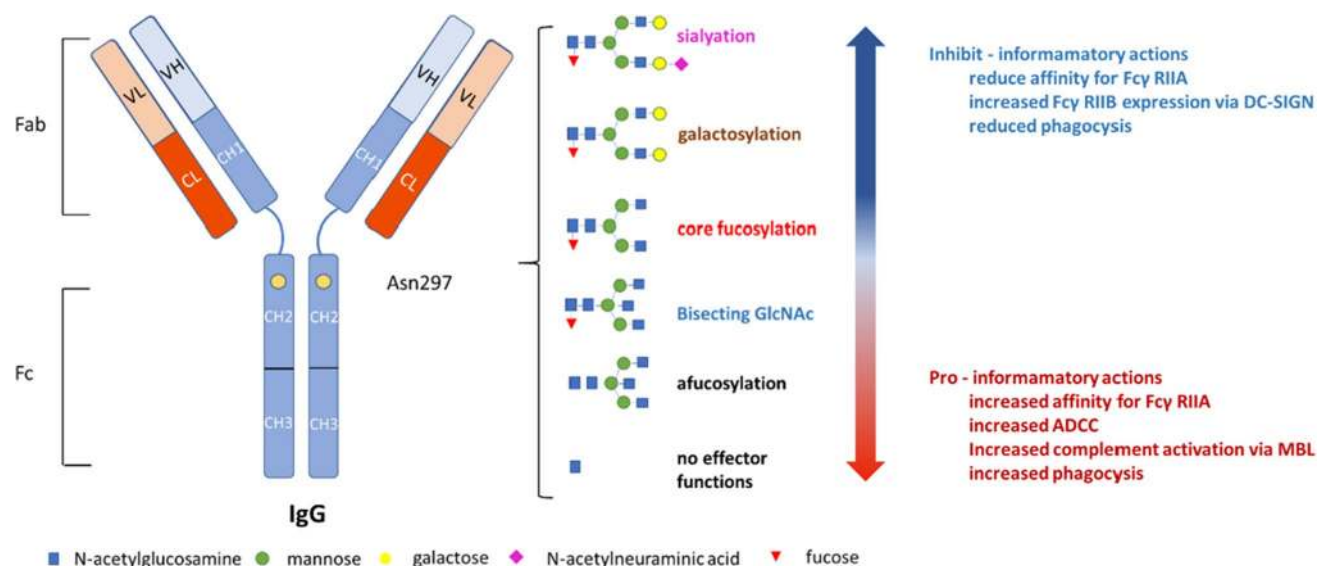 Fab
Fc
VL
VH
CL
CH1
VH
VL
CH1
CL
CH2
CH2
CH3
CH3
IgG
Asn297
sialyation
galactosylation
core fucosylation
Bisecting GlcNAc
afucosylation
no effector
functions
Inhibit - informamatory actions
reduce affinity for Fcγ RIIA
increased Fcγ RIIB expression via DC-SIGN
reduced phagocysis
Pro - informamatory actions
increased affinity for Fcγ RIIA
increased ADCC
Increased complement activation via MBL
increased phagocysis
N-acetylglucosamine mannose galactose N-acetylneuraminic acid fucose